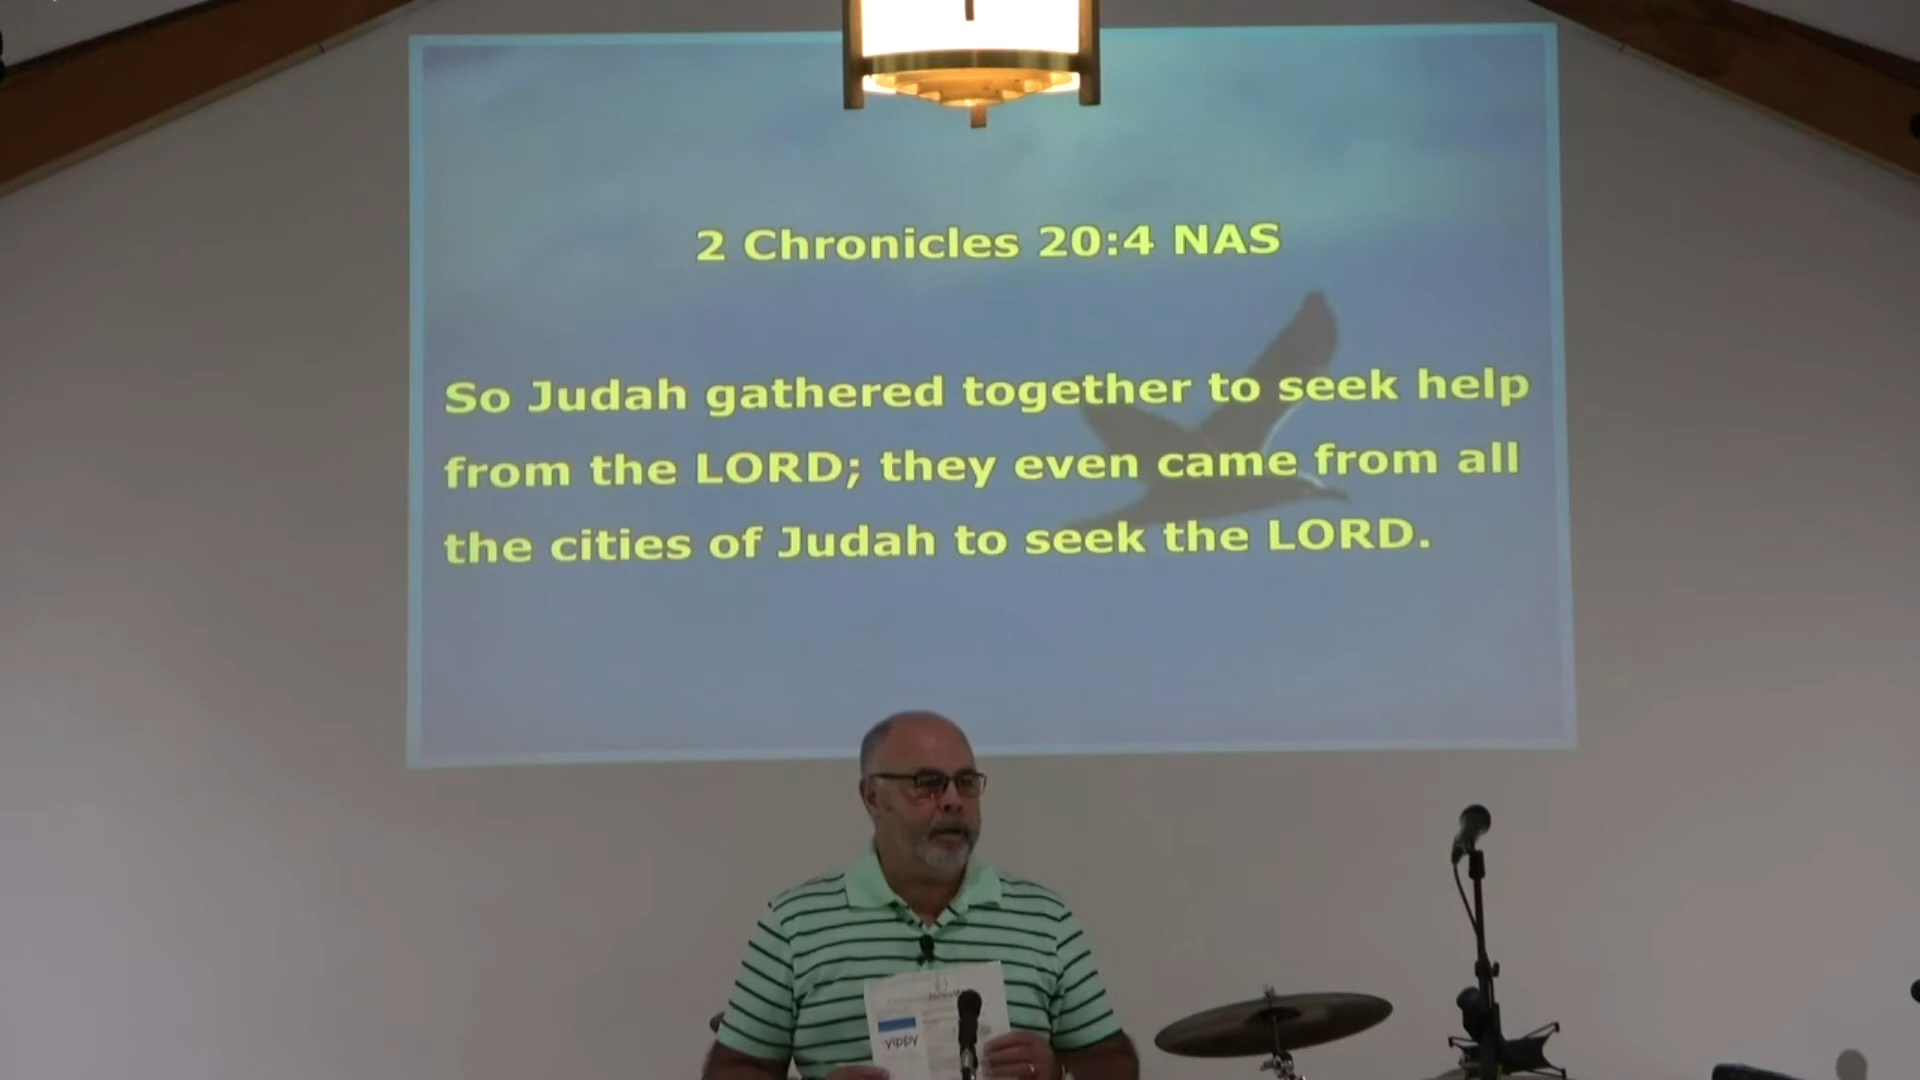 2 Chronicles 20:4 NAS
So Judah gathered together to seek help
from the LORD; they even came from all
the cities of Judah to seek the LORD.
yippy